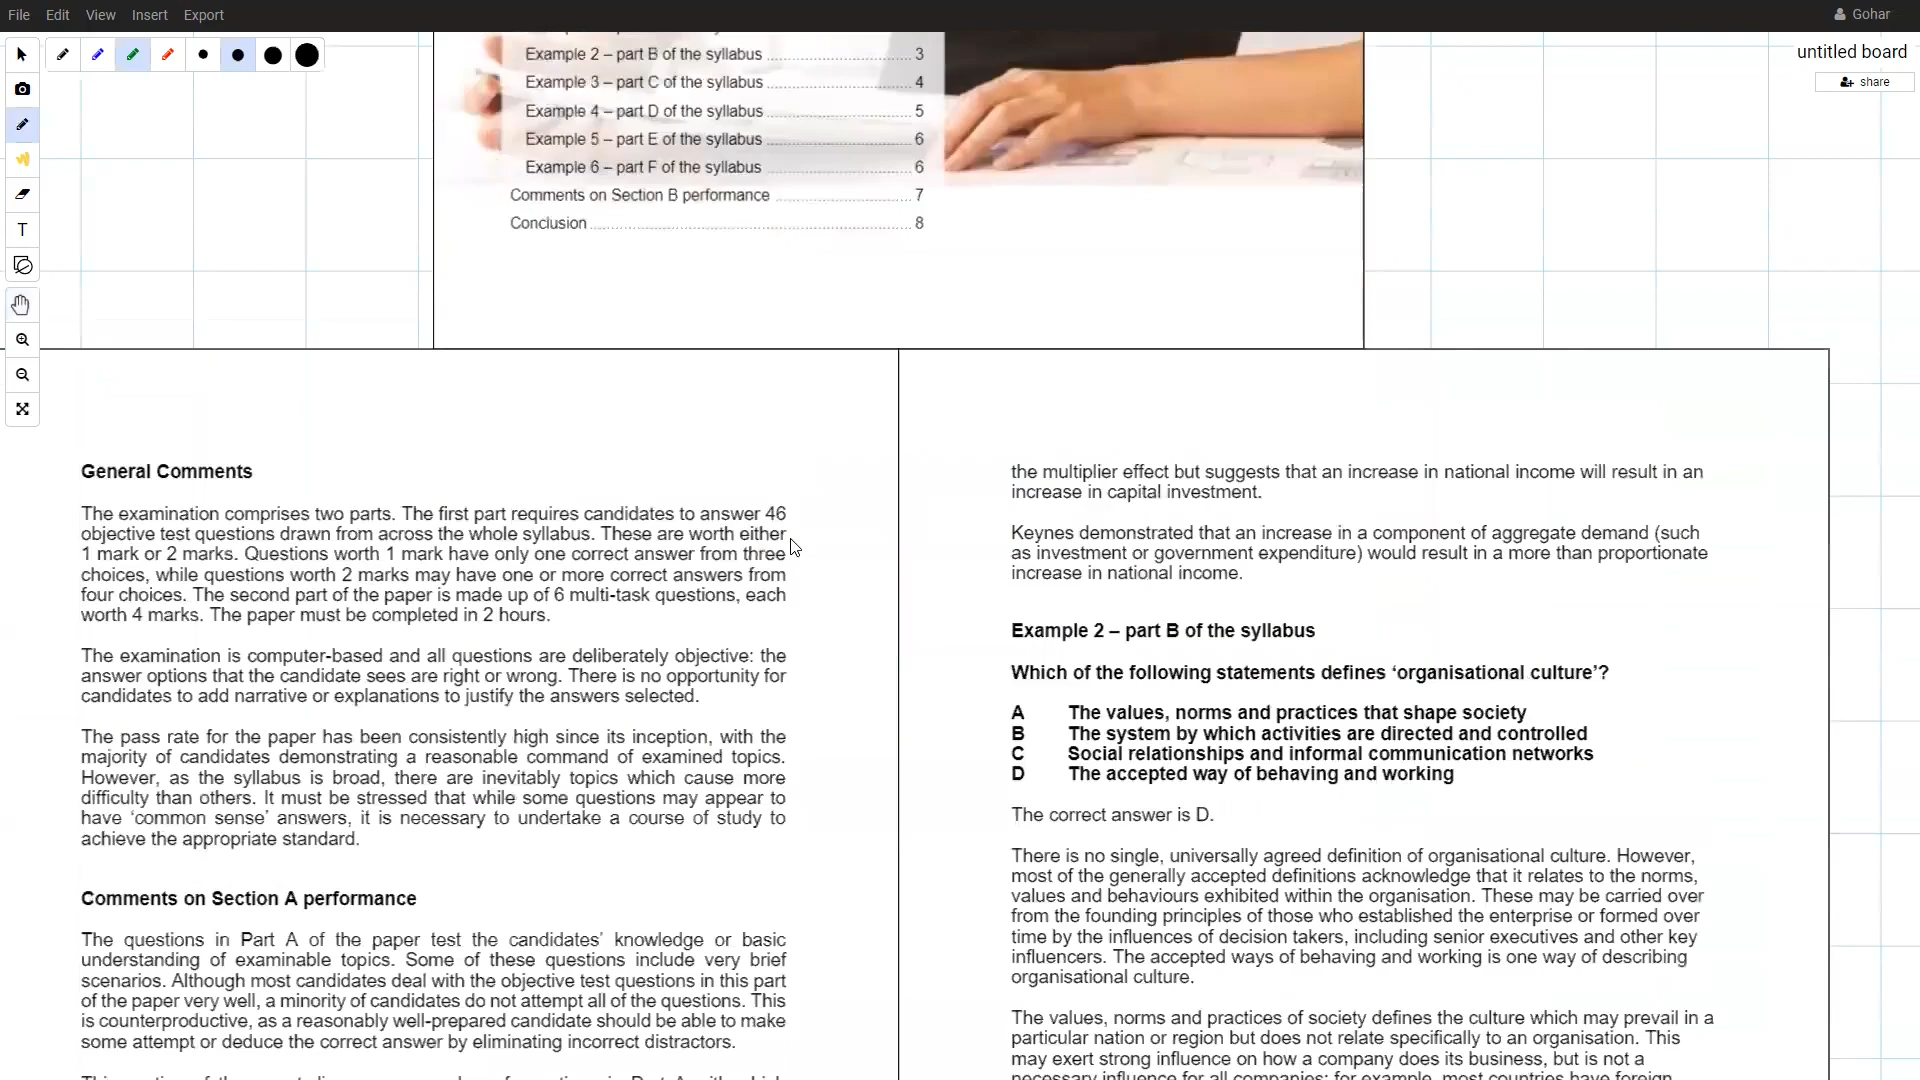 File Edit View Insert Export
Gohar
untitled board
share
T
Example 2 – part B of the syllabus 3
Example 3 – part C of the syllabus 4
Example 4 – part D of the syllabus 5
Example 5 – part E of the syllabus 6
Example 6 – part F of the syllabus 6
Comments on Section B performance 7
Conclusion 8
General Comments
The examination comprises two parts. The first part requires candidates to answer 46
objective test questions drawn from across the whole syllabus. These are worth either
1 mark or 2 marks. Questions worth 1 mark have only one correct answer from three
choices, while questions worth 2 marks may have one or more correct answers from
four choices. The second part of the paper is made up of 6 multi-task questions, each
worth 4 marks. The paper must be completed in 2 hours.
The examination is computer-based and all questions are deliberately objective: the
answer options that the candidate sees are right or wrong. There is no opportunity for
candidates to add narrative or explanations to justify the answers selected.
The pass rate for the paper has been consistently high since its inception, with the
majority of candidates demonstrating a reasonable command of examined topics.
However, as the syllabus is broad, there are inevitably topics which cause more
difficulty than others. It must be stressed that while some questions may appear to
have ‘common sense’ answers, it is necessary to undertake a course of study to
achieve the appropriate standard.
Comments on Section A performance
The questions in Part A of the paper test the candidates’ knowledge or basic
understanding of examinable topics. Some of these questions include very brief
scenarios. Although most candidates deal with the objective test questions in this part
of the paper very well, a minority of candidates do not attempt all of the questions. This
is counterproductive, as a reasonably well-prepared candidate should be able to make
some attempt or deduce the correct answer by eliminating incorrect distractors.
the multiplier effect but suggests that an increase in national income will result in an
increase in capital investment.
Keynes demonstrated that an increase in a component of aggregate demand (such
as investment or government expenditure) would result in a more than proportionate
increase in national income.
Example 2 – part B of the syllabus
Which of the following statements defines ‘organisational culture’?
A The values, norms and practices that shape society
B The system by which activities are directed and controlled
C Social relationships and informal communication networks
D The accepted way of behaving and working
The correct answer is D.
There is no single, universally agreed definition of organisational culture. However,
most of the generally accepted definitions acknowledge that it relates to the norms,
values and behaviours exhibited within the organisation. These may be carried over
from the founding principles of those who established the enterprise or formed over
time by the influences of decision takers, including senior executives and other key
influencers. The accepted ways of behaving and working is one way of describing
organisational culture.
The values, norms and practices of society defines the culture which may prevail in a
particular nation or region but does not relate specifically to an organisation. This
may exert strong influence on how a company does its business, but is not a
necessary influence for all companies: for example, most countries have foreign